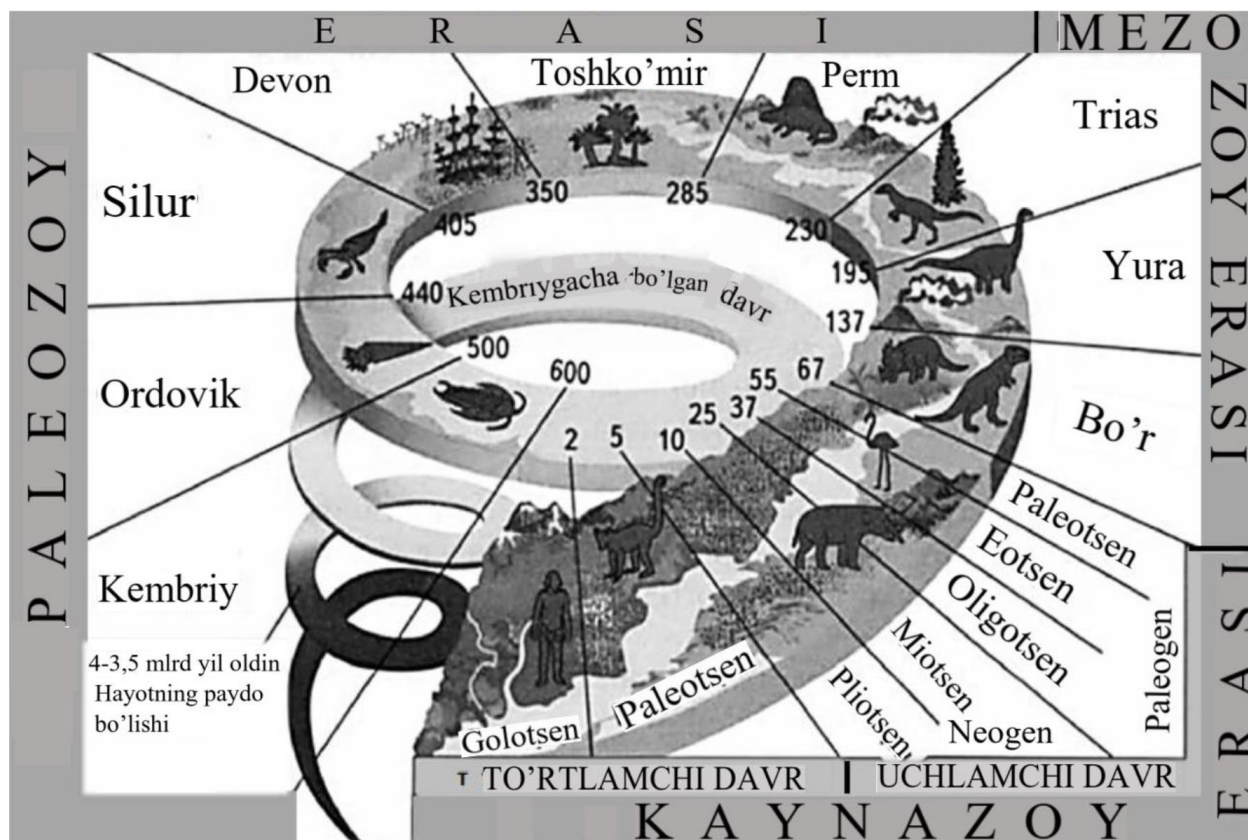 PALEOZOY
ERASI
MEZO
ZOY ERASI
ERASI
KAYNAZOY
Devon
Toshko’mir
Perm
Trias
Silur
Yura
Ordovik
Bo’r
Kembriy
4-3,5 mlrd yil oldin
Hayotning paydo
bo’lishi
405
350
285
230
195
137
440
Kembriygacha bo’lgan davr
500
600
67
55
37
25
10
5
2
Paleotsen
Eotsen
Oligotsen
Miotsen
Pliotsen
Paleogen
Neogen
Paleotsen
Golotsen
т TO’RTLAMCHI DAVR
UCHLAMCHI DAVR